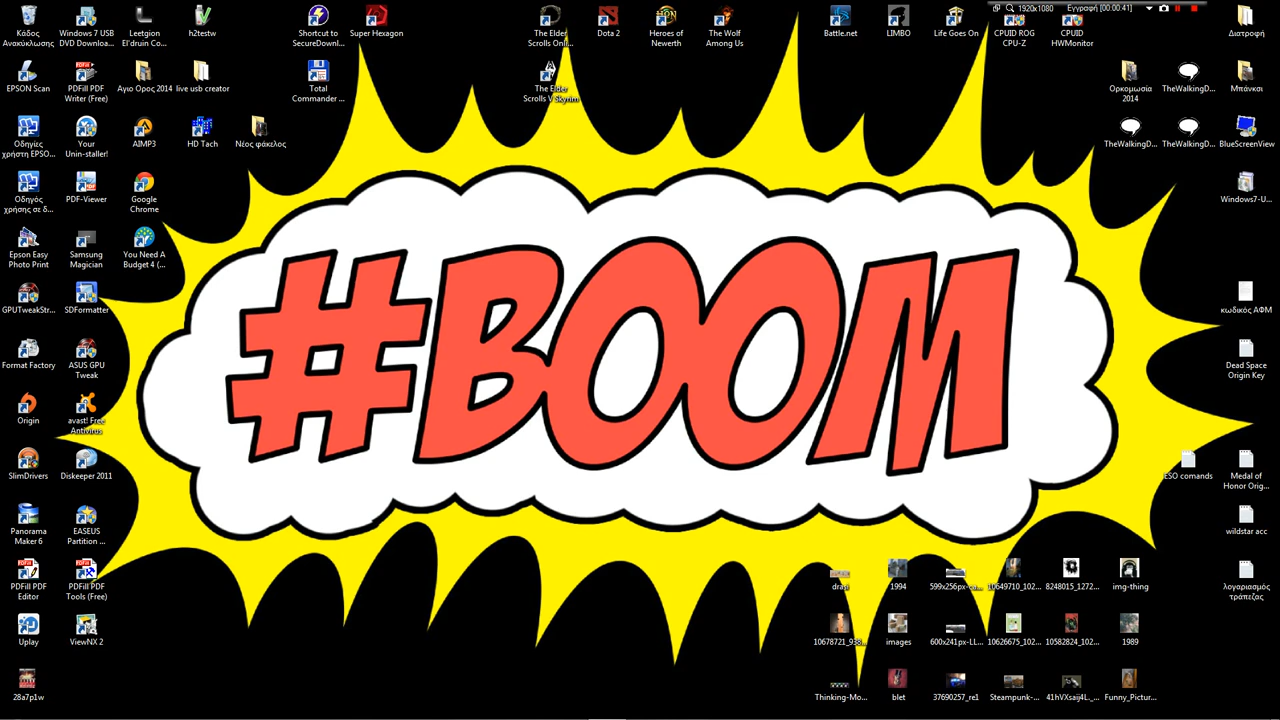 1920x1080 Εγγραφή [00:00:41]
Κάδος
Ανακύκλωσης
Windows 7 USB
DVD Downloa...
Leetgion
El'druin Co...
h2testw
Shortcut to
SecureDownl...
Super Hexagon
The Elder
Scrolls Onli...
Dota 2
Heroes of
Newerth
The Wolf
Among Us
Battle.net
LIMBO
Life Goes On
CPUID ROG
CPU-Z
CPUID
HWMonitor
Διατροφή
EPSON Scan
PDFill PDF
Writer (Free)
Αγιο Ορος 2014
live usb creator
Total
Commander ...
The Elder
Scrolls V Skyrim
Ορκομωσία
2014
TheWalkingD...
Μπάνκσι
Οδηγίες
χρήστη EPSO...
Your
Unin-staller!
AIMP3
HD Tach
Νέος φάκελος
TheWalkingD...
TheWalkingD...
BlueScreenView
Οδηγός
χρήσης σε δ...
PDF-Viewer
Google
Chrome
Windows7-U...
Epson Easy
Photo Print
Samsung
Magician
You Need A
Budget 4 (...
#BOOM
GPUTweakStr...
SDFormatter
κωδικός ΑΦΜ
Format Factory
ASUS GPU
Tweak
Dead Space
Origin Key
Origin
avast! Free
Antivirus
SlimDrivers
Diskeeper 2011
ESO comands
Medal of
Honor Orig...
Panorama
Maker 6
EASEUS
Partition ...
wildstar acc
PDFill PDF
Editor
PDFill PDF
Tools (Free)
drasi
1994
599x256px-ca...
10649710_102...
8248015_1272...
img-thing
λογαριασμός
τράπεζας
Uplay
ViewNX 2
10678721_938...
images
600x241px-LL...
10626675_102...
10582824_102...
1989
28a7p1w
Thinking-Mo...
blet
37690257_re1
Steampunk-...
41hVXsaij4L._...
Funny_Pictur...